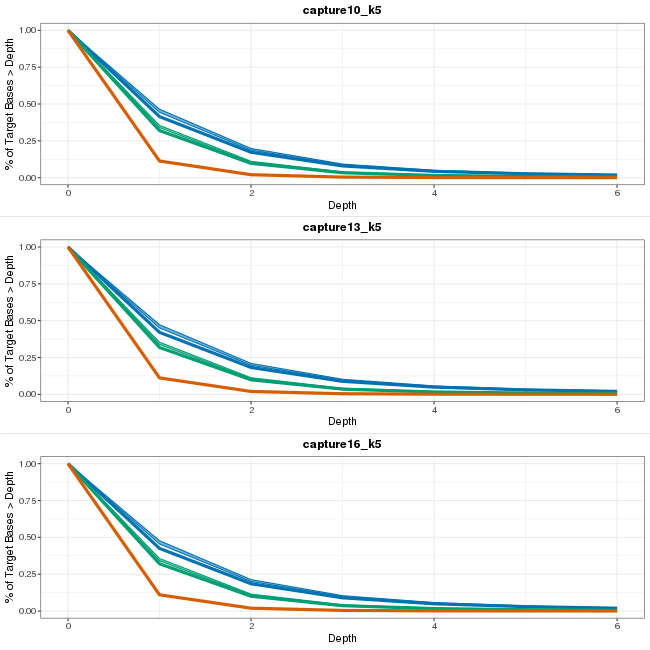 capture10_k5
% of Target Bases > Depth
1.00
0.75
0.50
0.25
0.00
0 2 4 6
Depth
capture13_k5
% of Target Bases > Depth
1.00
0.75
0.50
0.25
0.00
0 2 4 6
Depth
capture16_k5
% of Target Bases > Depth
1.00
0.75
0.50
0.25
0.00
0 2 4 6
Depth